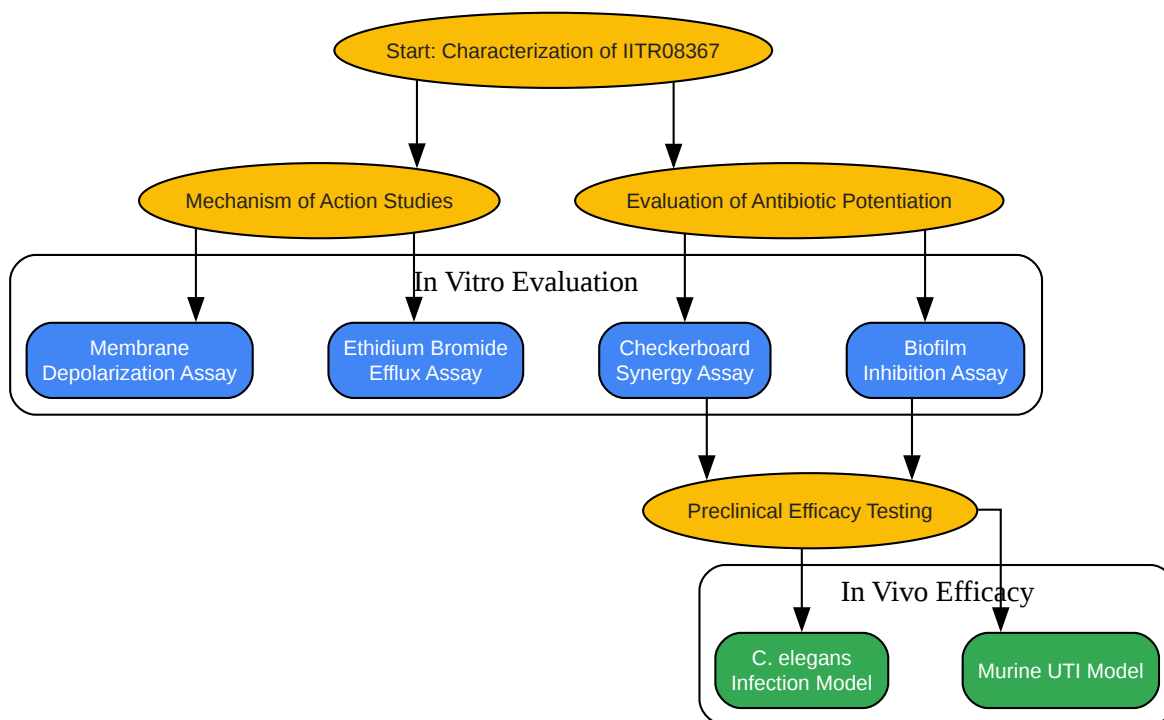 Start: Characterization of IITR08367
Mechanism of Action Studies
Evaluation of Antibiotic Potentiation
In Vitro Evaluation
Membrane
Depolarization Assay
Ethidium Bromide
Efflux Assay
Checkerboard
Synergy Assay
Biofilm
Inhibition Assay
Preclinical Efficacy Testing
In Vivo Efficacy
C. elegans
Infection Model
Murine UTI Model